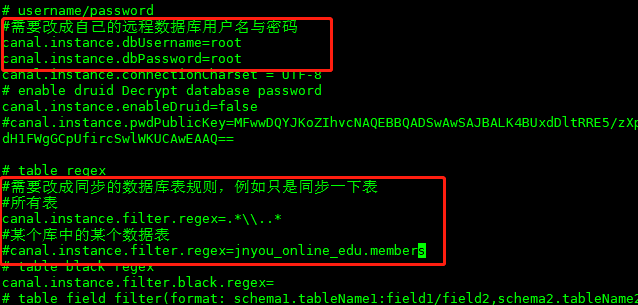 # username/password
#需要改成自己的远程数据库用户名与密码
canal.instance.dbUsername=root
canal.instance.dbPassword=root
canal.instance.connectionCharset = UTF-8
# enable druid Decrypt database password
canal.instance.enableDruid=false
#canal.instance.pwdPublicKey=MFwwDQYJKoZIhvcNAQEBBQADSwAwSAJBALK4BUxdDltRRE5/zXp
dH1FWgGCpUfircSwlWKUCAwEAAQ==
# table regex
#需要改成同步的数据库表规则，例如只是同步一下表
#所有表
canal.instance.filter.regex=.*\\..*
#某个库中的某个数据表
#canal.instance.filter.regex=jnyou_online_edu.members
# table black regex
canal.instance.filter.black.regex=
# table field filter(format: schema1.tableName1:field1/field2,schema2.tableName2